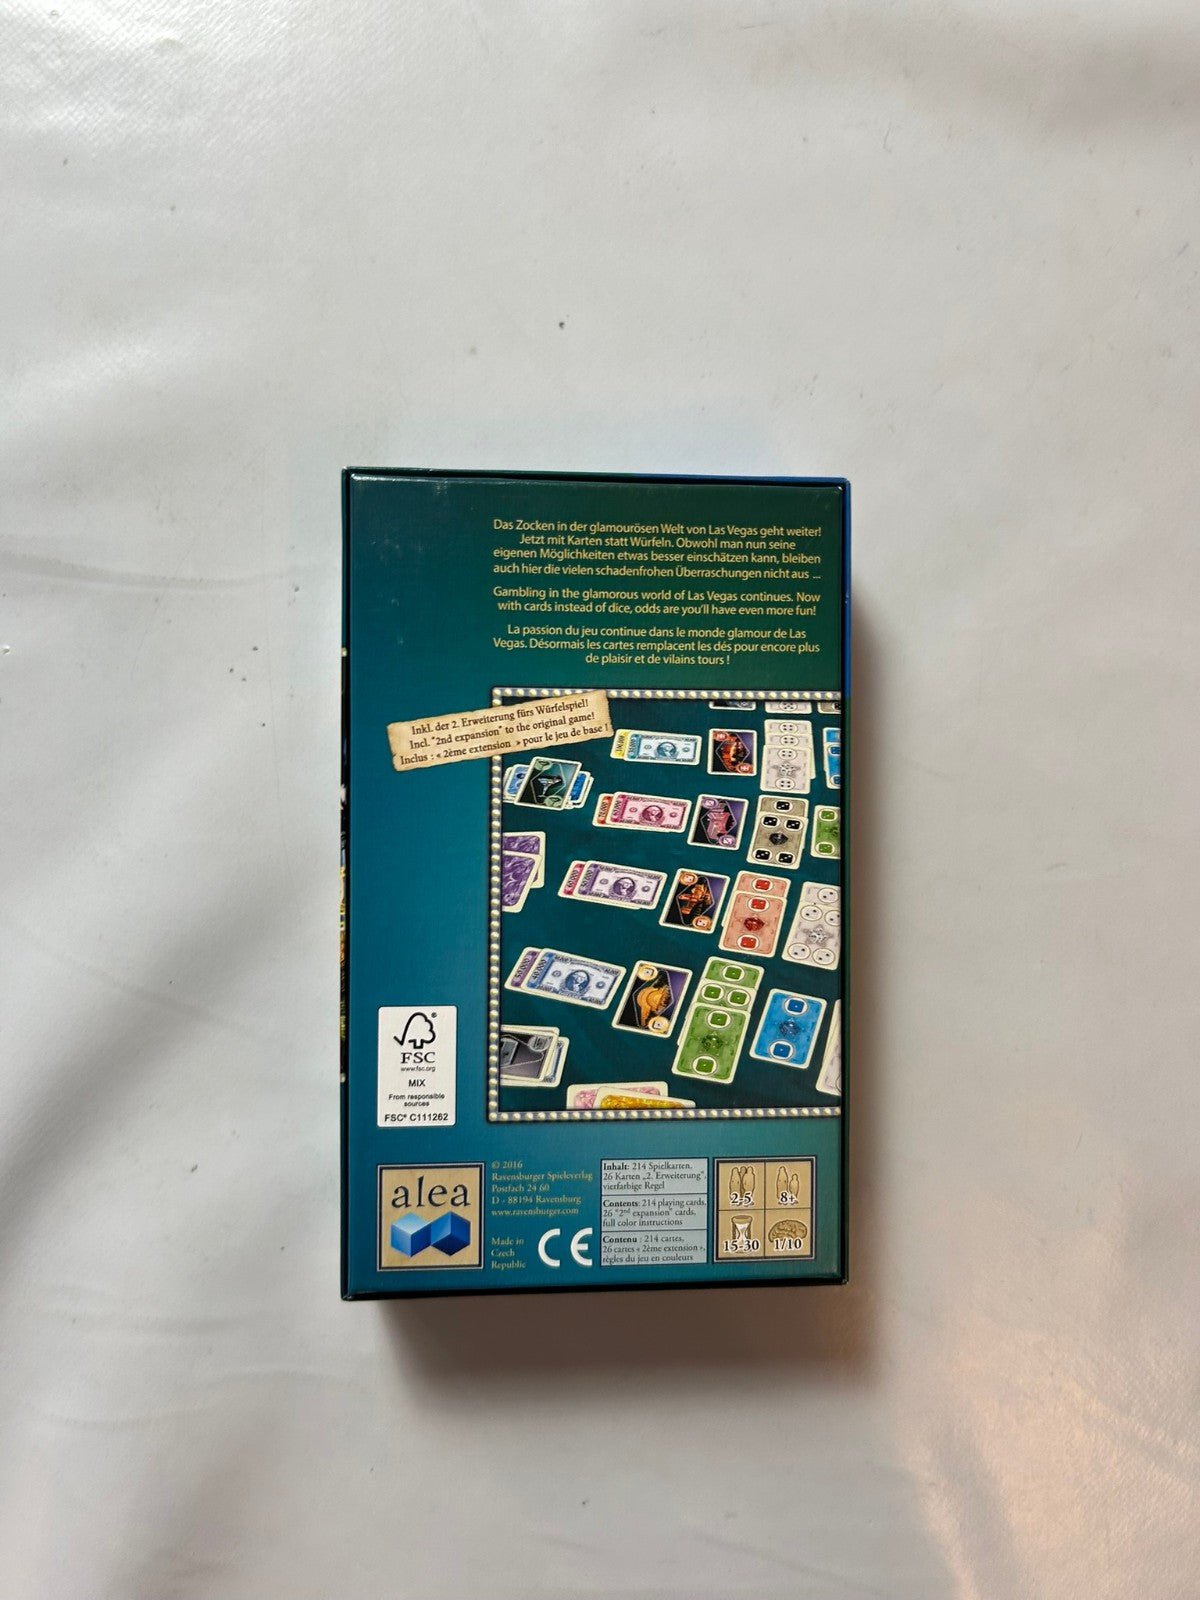 Das Zocken in der glamourösen Welt von Las Vegas geht weiter!
Jetzt mit Karten statt Würfeln. Obwohl man nun seine
eigenen Möglichkeiten etwas besser einschätzen kann, bleiben
auch hier die vielen schadenfrohen Überraschungen nicht aus ...
Gambling in the glamorous world of Las Vegas continues. Now
with cards instead of dice, odds are you'll have even more fun!
La passion du jeu continue dans le monde glamour de Las
Vegas. Désormais les cartes remplacent les dés pour encore plus
de plaisir et de vilains tours !
Inkl. der 2. Erweiterung fürs Würfelspiel!
Incl. "2nd expansion" to the original game!
Inclus : « 2ème extension » pour le jeu de base !
FSC
www.fsc.org
MIX
From responsible
sources
FSC® C111262
alea
© 2016
Ravensburger Spieleverlag
Postfach 24 60
D - 88194 Ravensburg
www.ravensburger.com
Made in
Czech
Republic
CE
Inhalt: 214 Spielkarten,
26 Karten „2. Erweiterung",
vierfarbige Regel
Contents: 214 playing cards,
26 "2nd expansion" cards,
full color instructions
Contenu : 214 cartes,
26 cartes « 2ème extension »,
règles du jeu en couleurs
2-5
8+
15-30
1/10